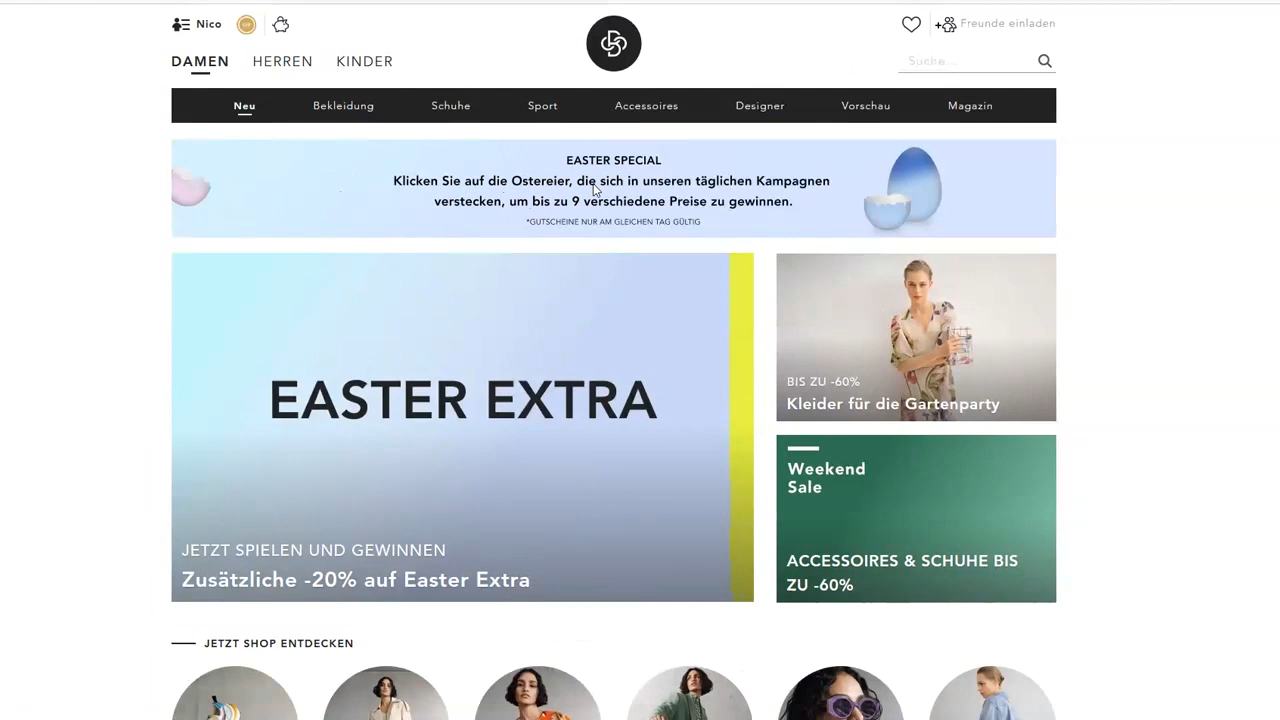 Nico
Freunde einladen
DAMEN HERREN KINDER
Suche...
Neu Bekleidung Schuhe Sport Accessoires Designer Vorschau Magazin
EASTER SPECIAL
Klicken Sie auf die Ostereier, die sich in unseren täglichen Kampagnen
verstecken, um bis zu 9 verschiedene Preise zu gewinnen.
*GUTSCHEINE NUR AM GLEICHEN TAG GÜLTIG
EASTER EXTRA
JETZT SPIELEN UND GEWINNEN
Zusätzliche -20% auf Easter Extra
BIS ZU -60%
Kleider für die Gartenparty
Weekend
Sale
ACCESSOIRES & SCHUHE BIS
ZU -60%
JETZT SHOP ENTDECKEN